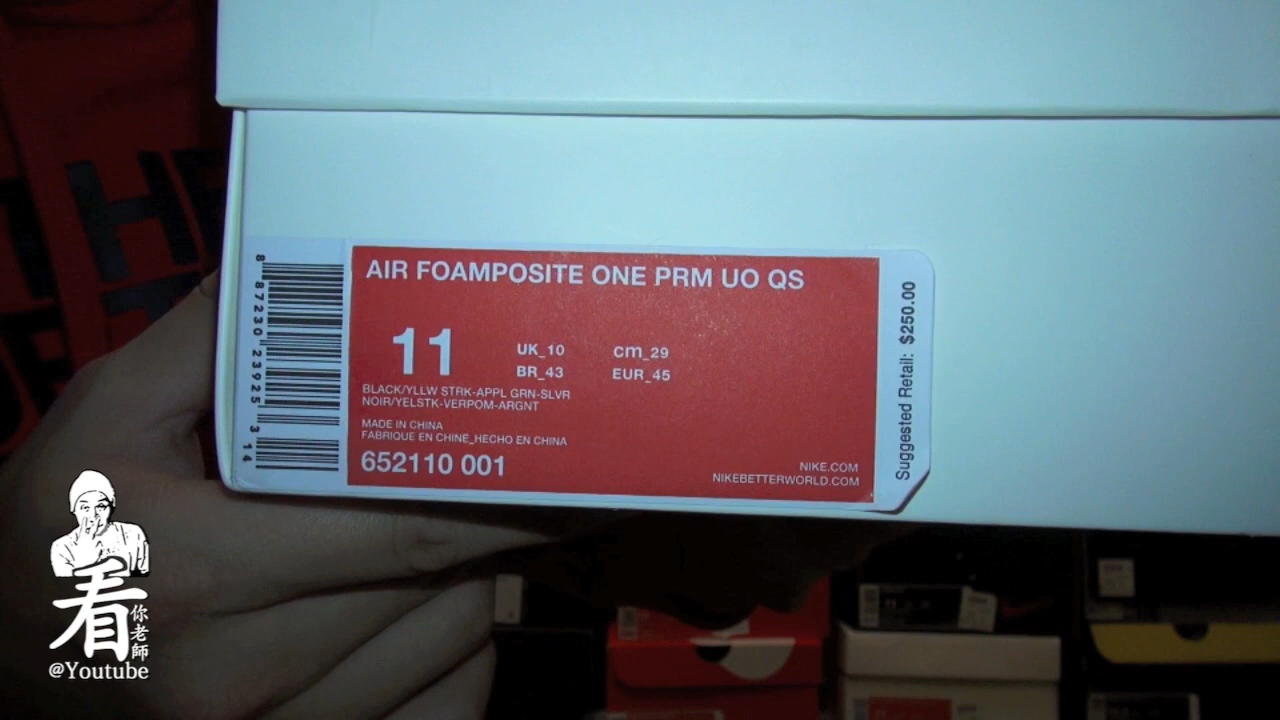 AIR FOAMPOSITE ONE PRM UO QS
11
UK_10 cm_29
BR_43 EUR_45
BLACK/YLLW STRK-APPL GRN-SLVR
NOIR/YELSTK-VERPOM-ARGNT
MADE IN CHINA
FABRIQUE EN CHINE_HECHO EN CHINA
652110 001
NIKE.COM
NIKEBETTERWORLD.COM
8 87230 23925 3 14
Suggested Retail: $250.00
看
你老師
@Youtube